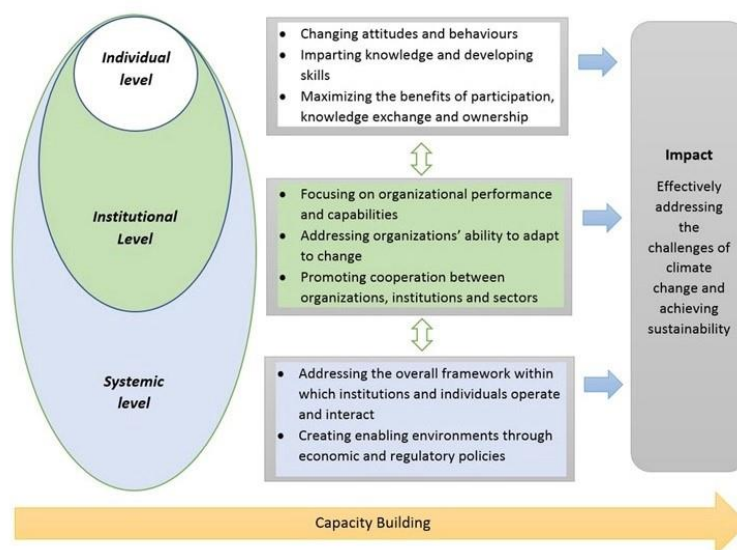 Individual
level
Institutional
Level
Systemic
level
• Changing attitudes and behaviours
• Imparting knowledge and developing
skills
• Maximizing the benefits of participation,
knowledge exchange and ownership
• Focusing on organizational performance
and capabilities
• Addressing organizations’ ability to adapt
to change
• Promoting cooperation between
organizations, institutions and sectors
• Addressing the overall framework within
which institutions and individuals operate
and interact
• Creating enabling environments through
economic and regulatory policies
Impact
Effectively
addressing
the
challenges of
climate
change and
achieving
sustainability
Capacity Building